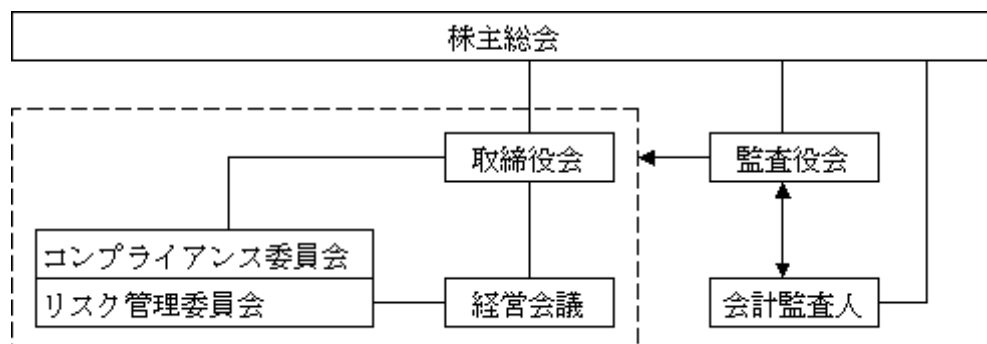 株主総会
取締役会
監査役会
コンプライアンス委員会
リスク管理委員会
経営会議
会計監査人